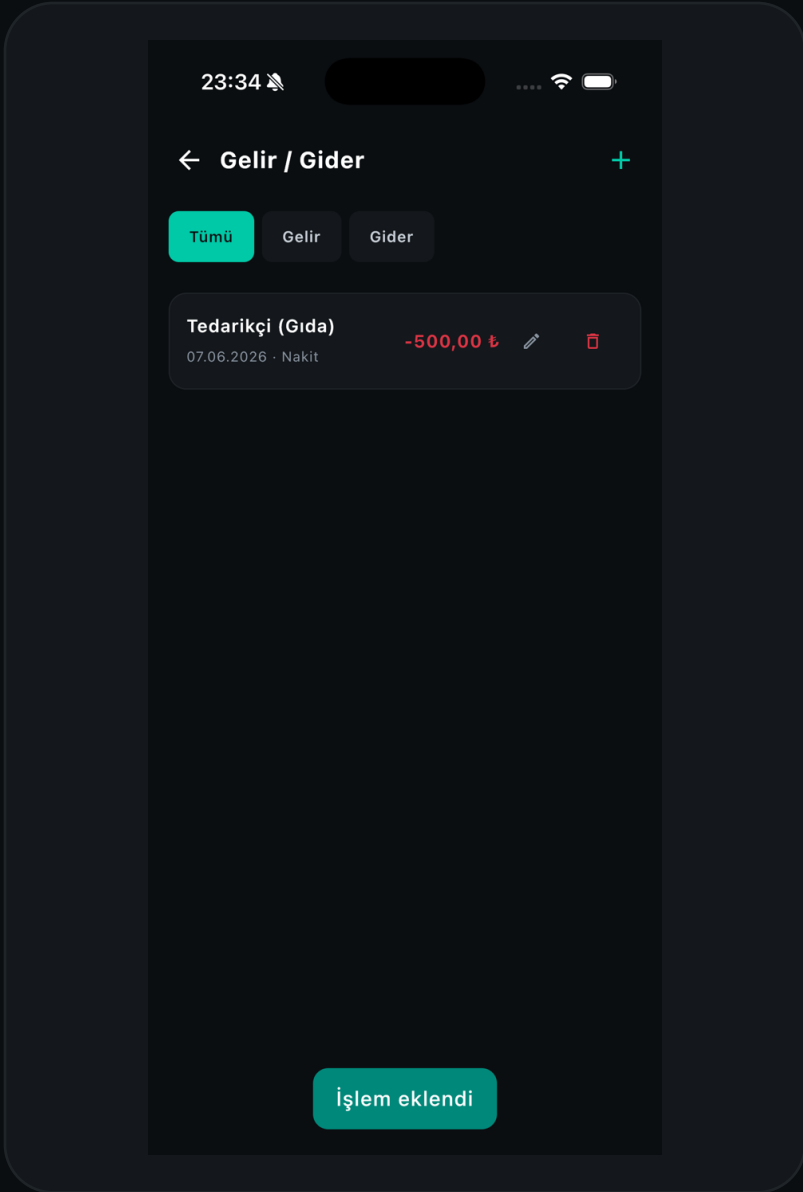 23:34
Gelir / Gider
Tümü Gelir Gider
Tedarikçi (Gıda)
-500,00 ₺
07.06.2026 · Nakit
İşlem eklendi